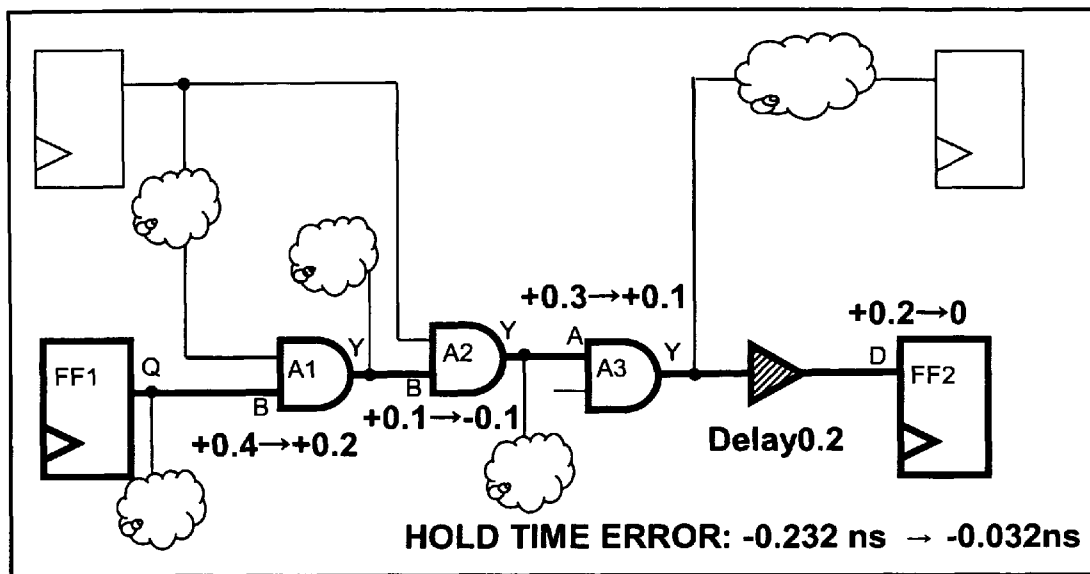 +0.3→+0.1
+0.2→0
FF1
Q
B
A1
Y
B
A2
Y
A
A3
Y
D
FF2
+0.4→+0.2
+0.1→-0.1
Delay0.2
HOLD TIME ERROR: -0.232 ns → -0.032ns